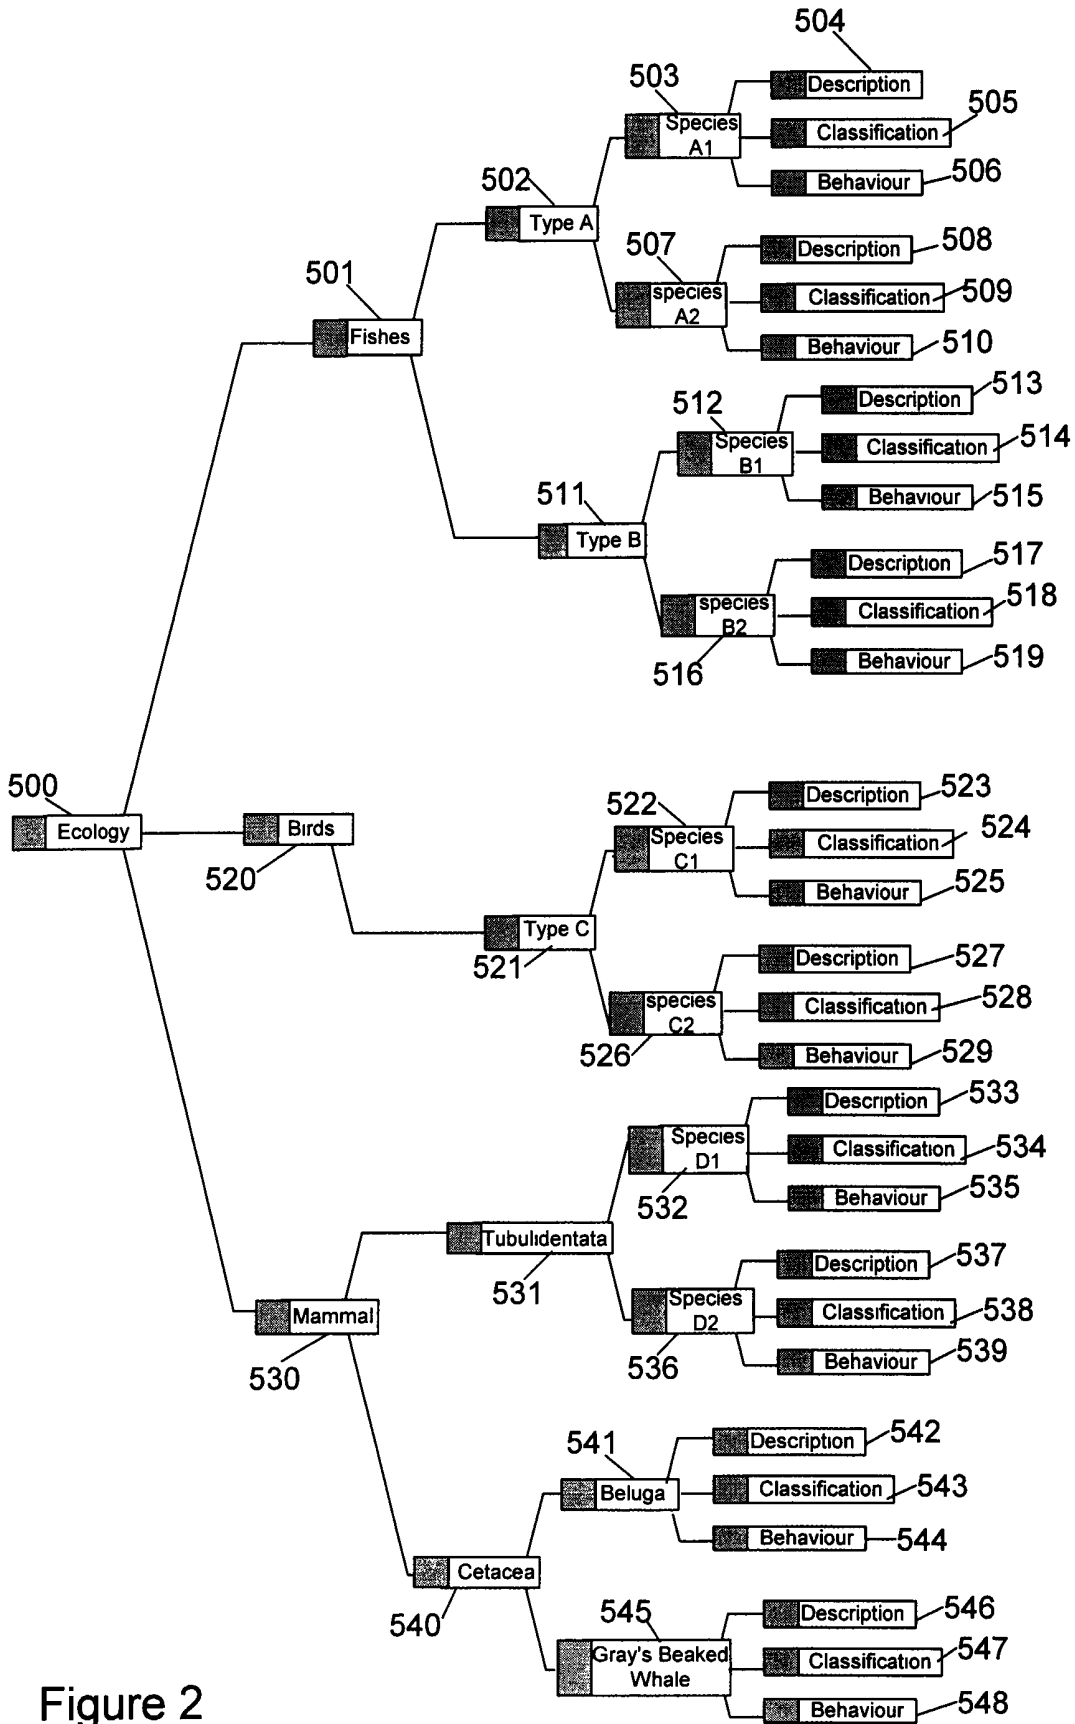 504
503
Description
505
Species
A1
Classification
502
Behaviour
506
Type A
507
Description
508
501
species
A2
Classification
509
Fishes
Behaviour
510
512
Description
513
Species
B1
Classification
514
511
Behaviour
515
Type B
Description
517
species
B2
Classification
518
516
Behaviour
519
500
522
Description
523
Ecology
Birds
Species
C1
Classification
524
520
Behaviour
525
Type C
521
Description
527
species
C2
Classification
528
526
Behaviour
529
Description
533
Species
D1
Classification
534
532
Behaviour
535
Tubulidentata
531
Description
537
Species
D2
Classification
538
Mammal
536
Behaviour
539
530
541
Description
542
Beluga
Classification
543
Behaviour
544
Cetacea
540
545
Description
546
Gray's Beaked
Whale
Classification
547
Behaviour
548
Figure 2